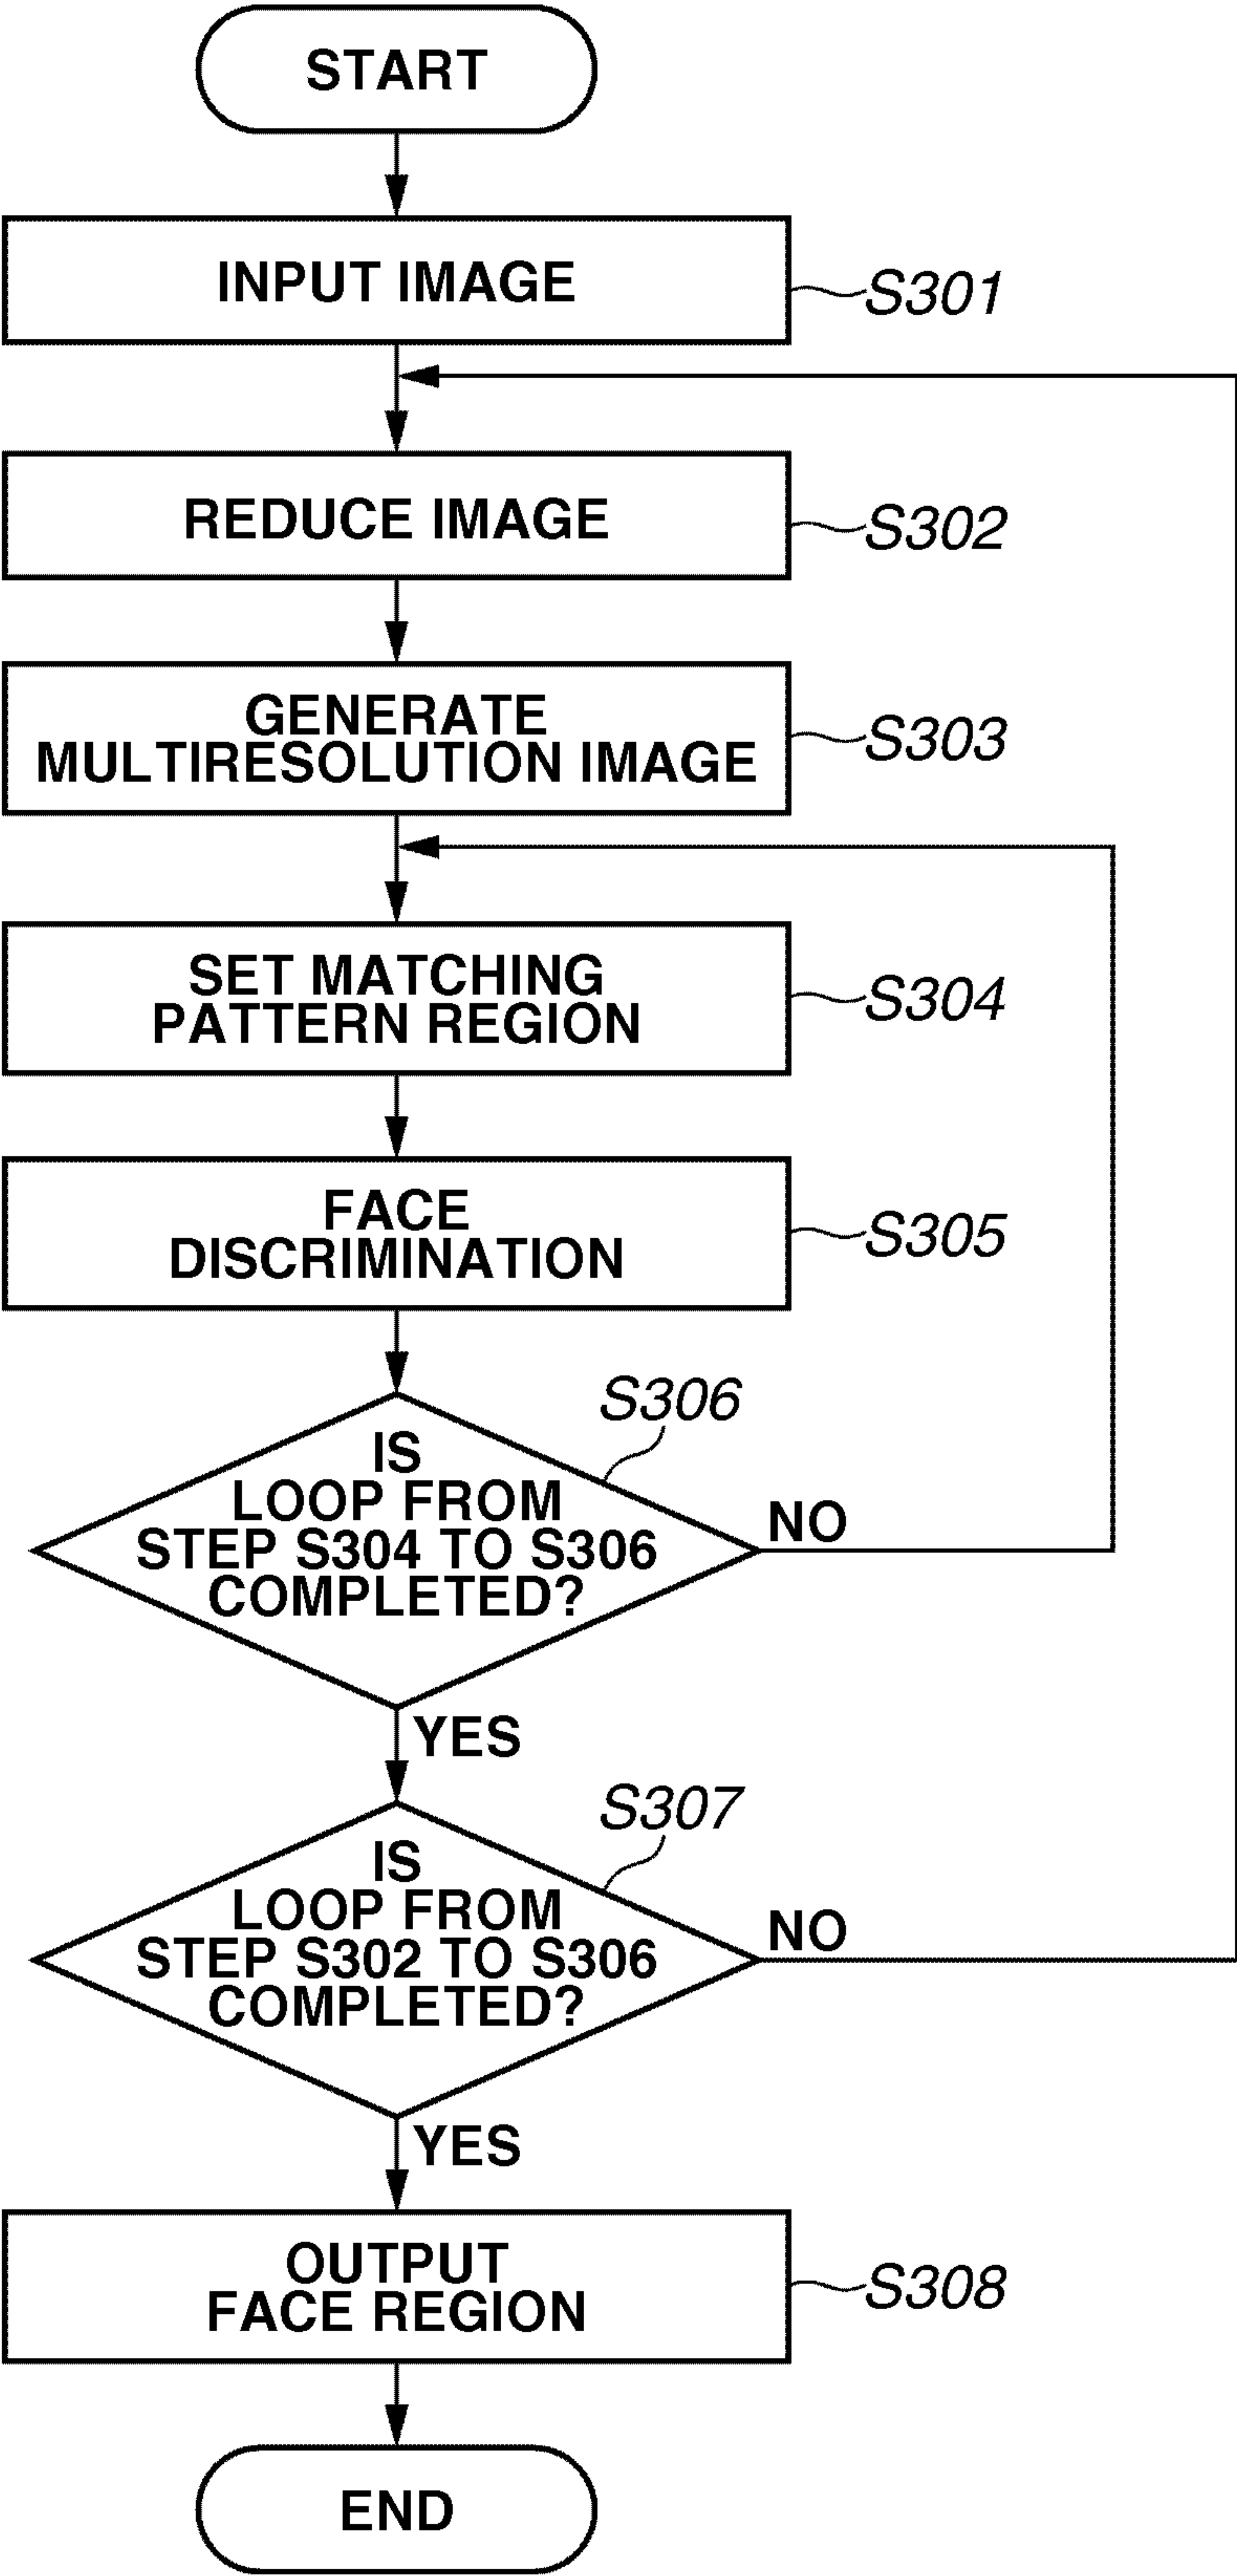 START
INPUT IMAGE
S301
REDUCE IMAGE
S302
GENERATE
MULTIRESOLUTION IMAGE
S303
SET MATCHING
PATTERN REGION
S304
FACE
DISCRIMINATION
S305
S306
IS
LOOP FROM
STEP S304 TO S306
COMPLETED?
NO
YES
S307
IS
LOOP FROM
STEP S302 TO S306
COMPLETED?
NO
YES
OUTPUT
FACE REGION
S308
END